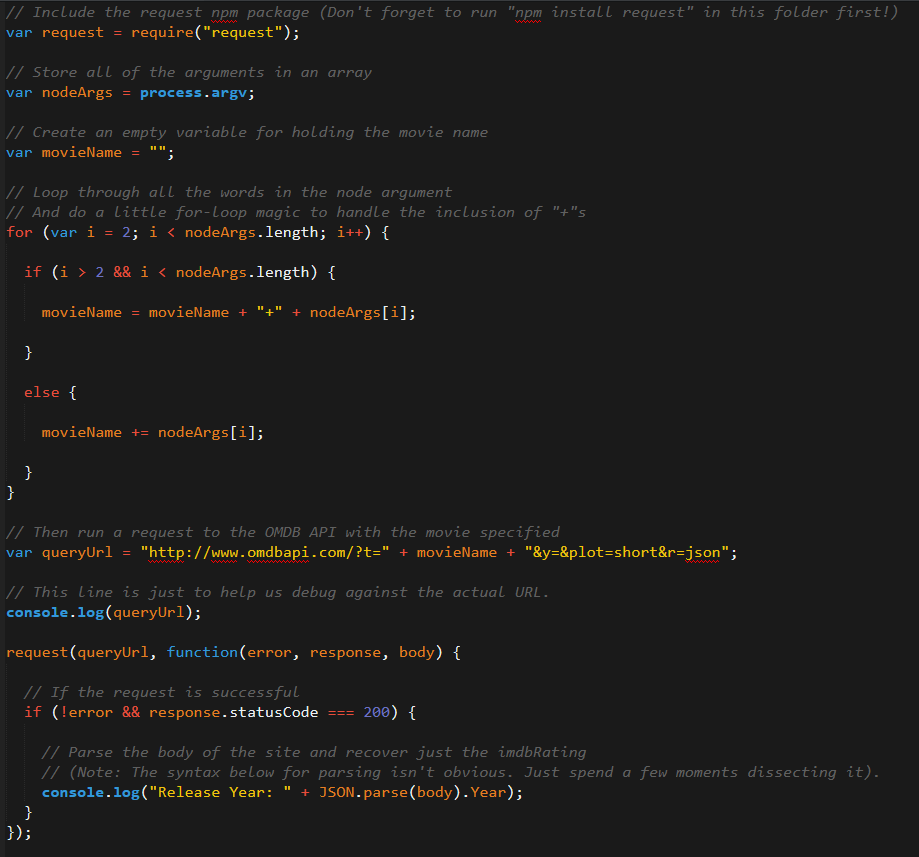 // Include the request npm package (Don't forget to run "npm install request" in this folder first!)
var request = require("request");
// Store all of the arguments in an array
var nodeArgs = process.argv;
// Create an empty variable for holding the movie name
var movieName = "";
// Loop through all the words in the node argument
// And do a little for-loop magic to handle the inclusion of "+"s
for (var i = 2; i < nodeArgs.length; i++) {
  if (i > 2 && i < nodeArgs.length) {
    movieName = movieName + "+" + nodeArgs[i];
  }
  else {
    movieName += nodeArgs[i];
  }
}
// Then run a request to the OMDB API with the movie specified
var queryUrl = "http://www.omdbapi.com/?t=" + movieName + "&y=&plot=short&r=json";
// This line is just to help us debug against the actual URL.
console.log(queryUrl);
request(queryUrl, function(error, response, body) {
  // If the request is successful
  if (!error && response.statusCode === 200) {
    // Parse the body of the site and recover just the imdbRating
    // (Note: The syntax below for parsing isn't obvious. Just spend a few moments dissecting it).
    console.log("Release Year: " + JSON.parse(body).Year);
  }
});